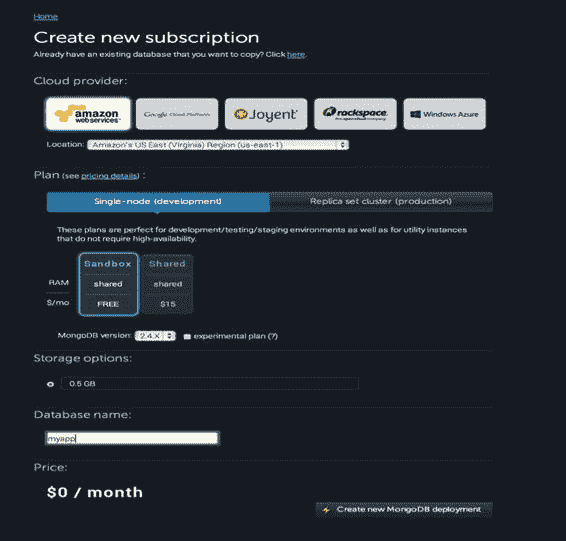 Home
Create new subscription
Already have an existing database that you want to copy? Click here.
Cloud provider:
amazon webservices™ Google Cloud Platform Joyent® rackspace. Windows Azure
Location: Amazon's US East (Virginia) Region (us-east-1)
Plan (see pricing details) :
Single-node (development) Replica set cluster (production)
These plans are perfect for development/testing/staging environments as well as for utility instances
that do not require high-availability.
Sandbox Shared
RAM shared shared
$/mo FREE $15
MongoDB version: 2.4.X experimental plan (?)
Storage options:
0.5 GB
Database name:
myapp
Price:
$0 / month
Create new MongoDB deployment